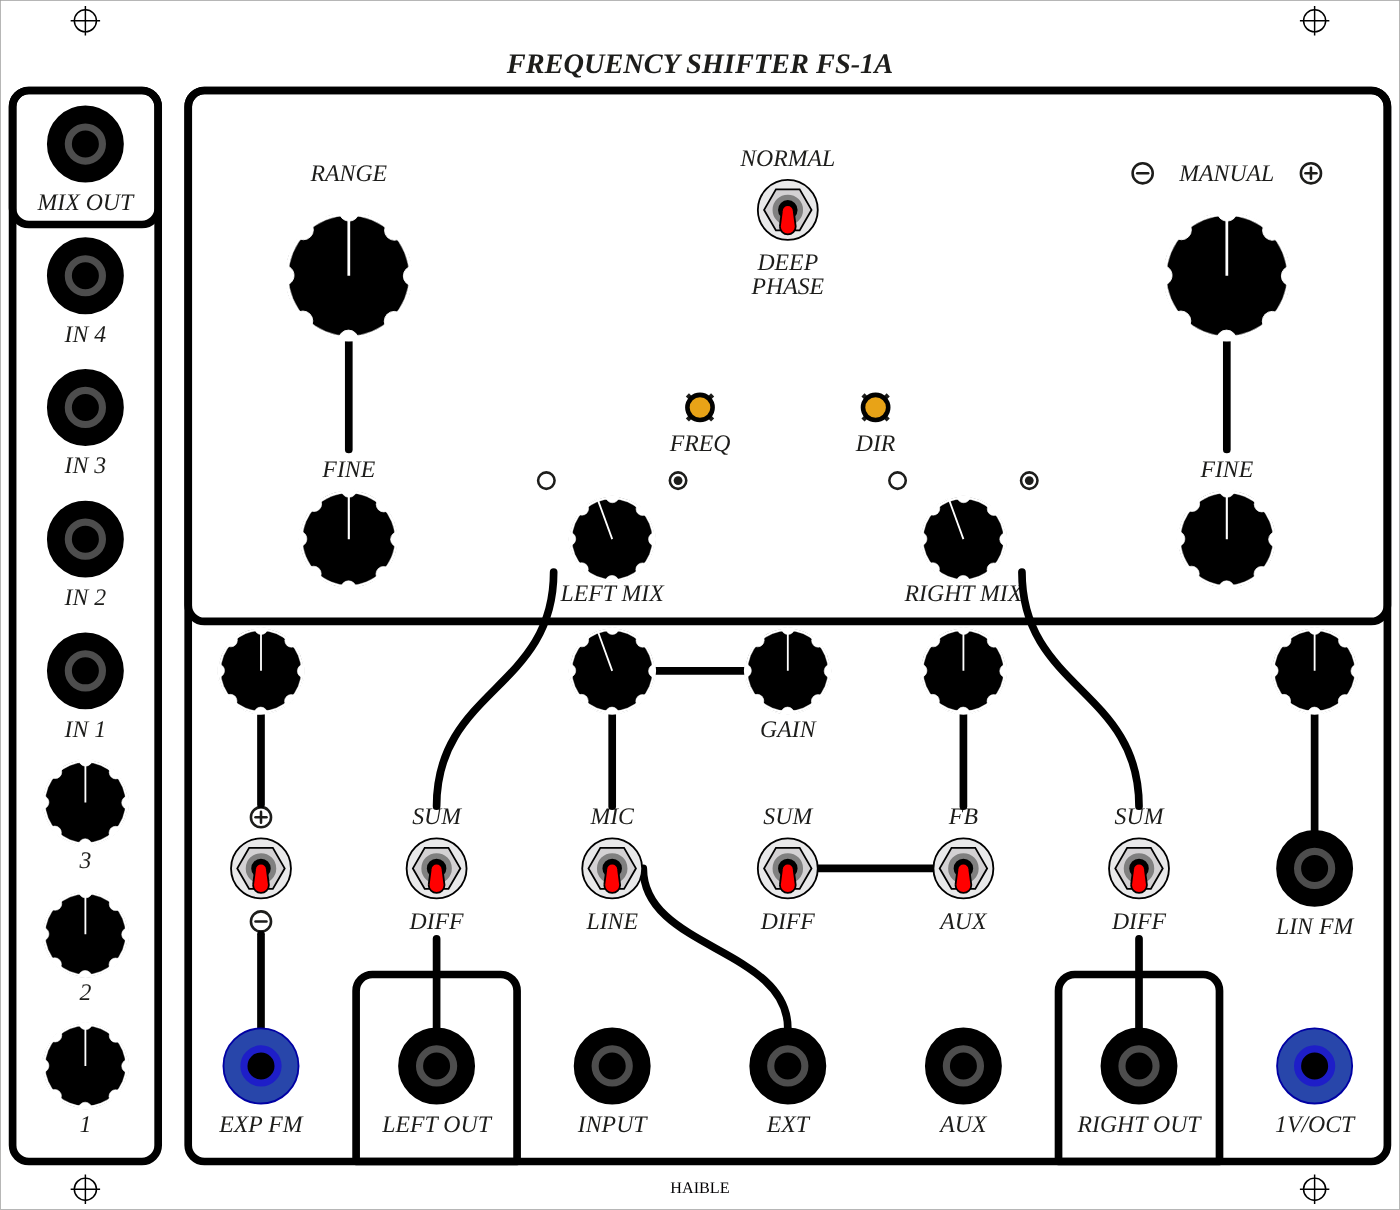 FREQUENCY SHIFTER FS-1A
MIX OUT
IN 4
IN 3
IN 2
IN 1
3
2
1
RANGE
NORMAL
DEEP
PHASE
MANUAL
FREQ
DIR
FINE
FINE
LEFT MIX
RIGHT MIX
GAIN
SUM
MIC
SUM
FB
SUM
DIFF
LINE
DIFF
AUX
DIFF
LIN FM
EXP FM
LEFT OUT
INPUT
EXT
AUX
RIGHT OUT
1V/OCT
HAIBLE